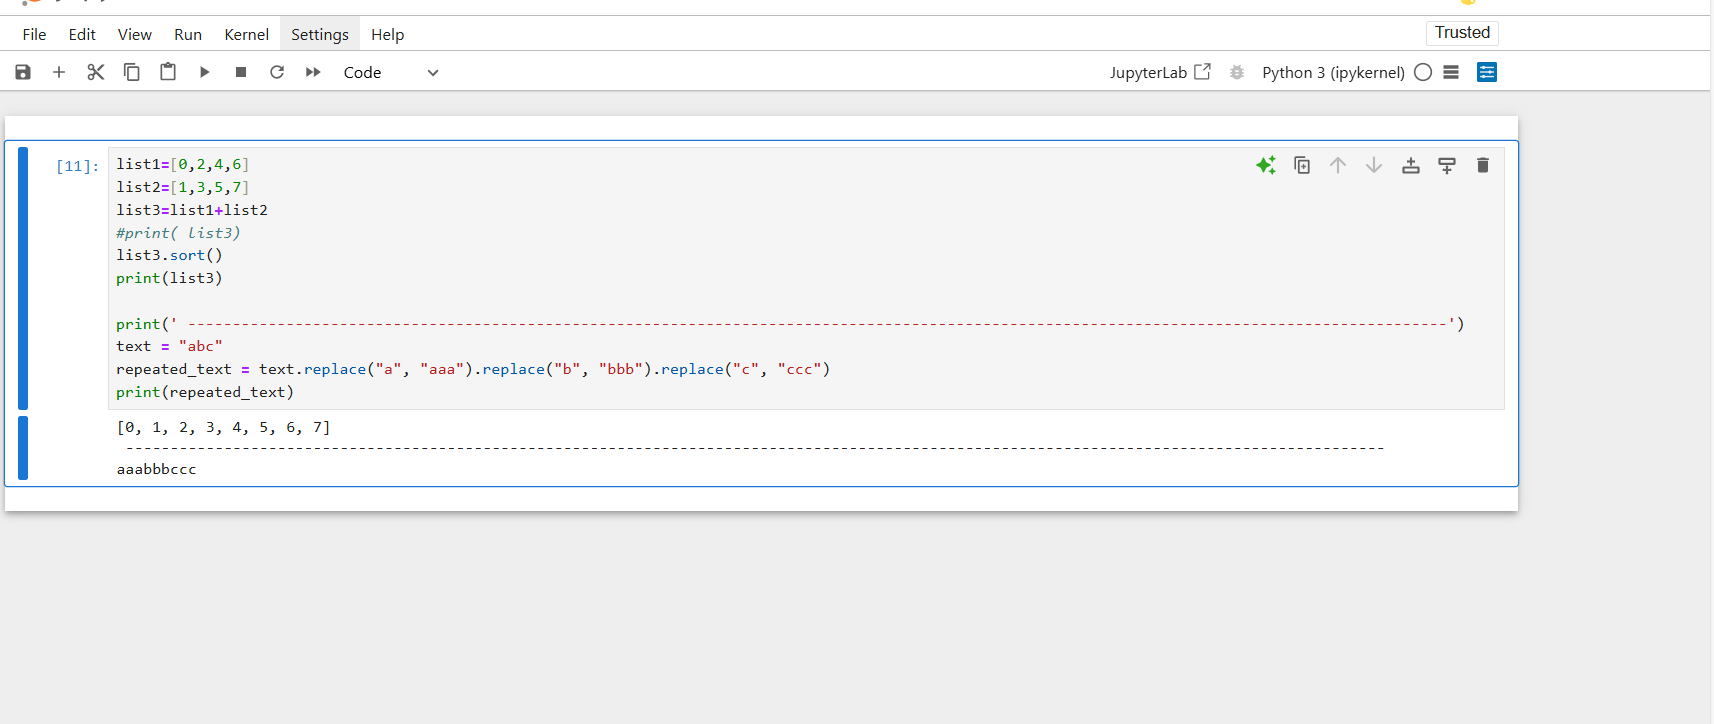 File Edit View Run Kernel Settings Help
Trusted
Code
JupyterLab
Python 3 (ipykernel)
[11]:
list1=[0,2,4,6]
list2=[1,3,5,7]
list3=list1+list2
#print( list3)
list3.sort()
print(list3)
print(' ---------------------------------------------------------------------------------------------------------------------------------------------')
text = "abc"
repeated_text = text.replace("a", "aaa").replace("b", "bbb").replace("c", "ccc")
print(repeated_text)
[0, 1, 2, 3, 4, 5, 6, 7]
 ---------------------------------------------------------------------------------------------------------------------------------------------
aaabbbccc